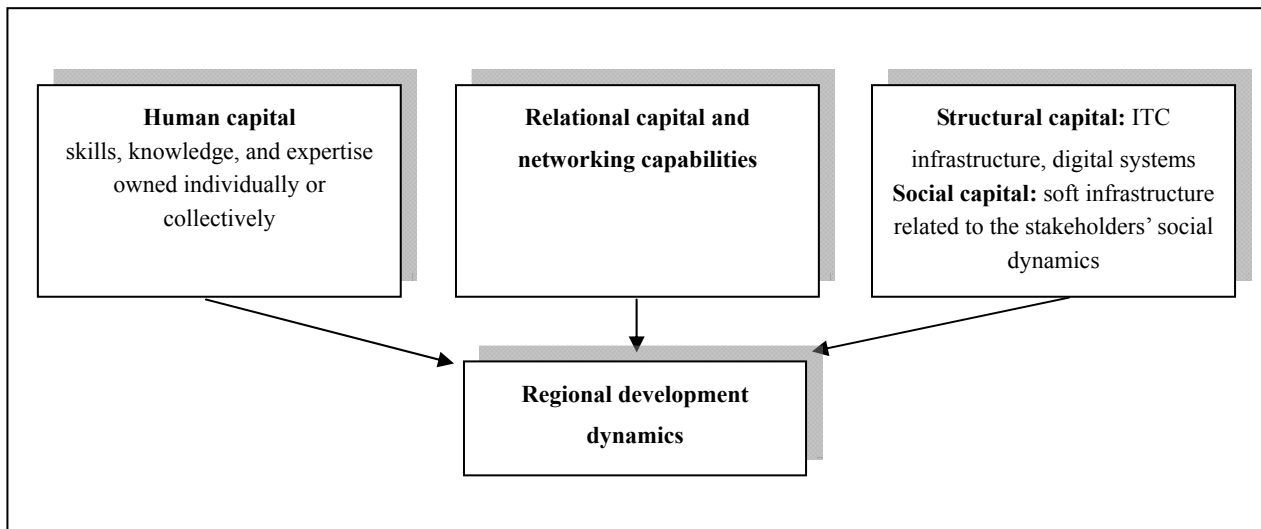 Human capital
skills, knowledge, and expertise
owned individually or
collectively
Relational capital and
networking capabilities
Structural capital: ITC
infrastructure, digital systems
Social capital: soft infrastructure
related to the stakeholders’ social
dynamics
Regional development
dynamics